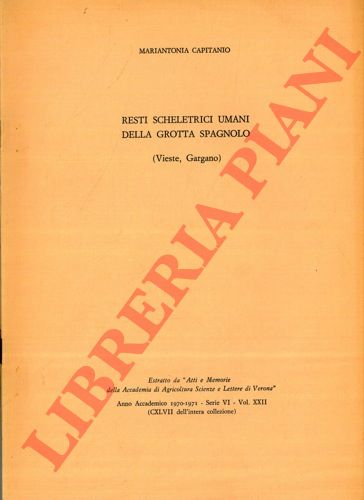 MARIANTONIA CAPITANIO
RESTI SCHELETRICI UMANI
DELLA GROTTA SPAGNOLO
(Vieste, Gargano)
LIBRERIA PIANI
Estratto da "Atti e Memorie
della Accademia di Agricoltura Scienze e Lettere di Verona"
Anno Accademico 1970-1971 - Serie VI - Vol. XXII
(CXLVII dell'intera collezione)